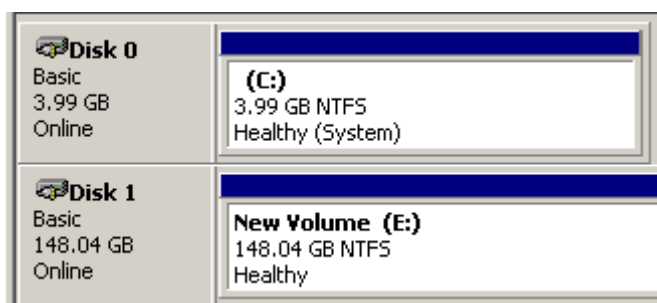 Disk 0
Basic
3.99 GB
Online
(C:)
3.99 GB NTFS
Healthy (System)
Disk 1
Basic
148.04 GB
Online
New Volume (E:)
148.04 GB NTFS
Healthy